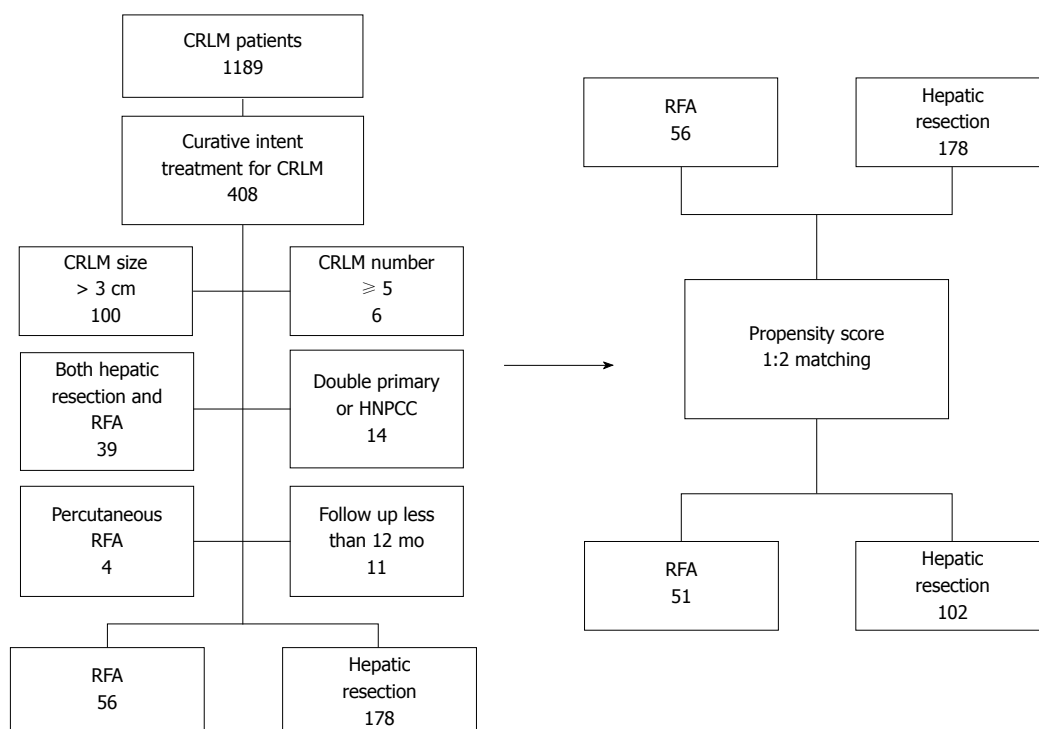 CRLM patients
1189
Curative intent
treatment for CRLM
408
CRLM size
> 3 cm
100
CRLM number
⩾ 5
6
Both hepatic
resection and
RFA
39
Double primary
or HNPCC
14
Percutaneous
RFA
4
Follow up less
than 12 mo
11
RFA
56
Hepatic
resection
178
RFA
56
Hepatic
resection
178
Propensity score
1:2 matching
RFA
51
Hepatic
resection
102